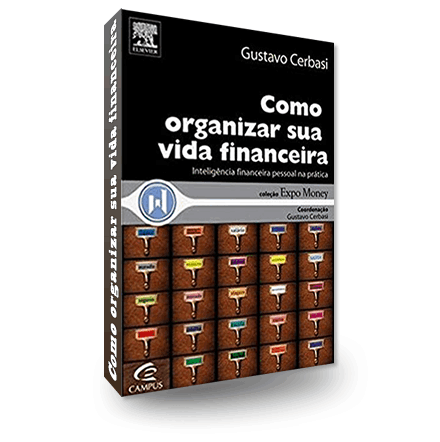 ELSEVIER
Gustavo Cerbasi
Como
organizar sua
vida financeira
Inteligência financeira pessoal na prática
coleção Expo Money
Coordenação
Gustavo Cerbasi
CAMPUS
Como organizar sua vida financeira